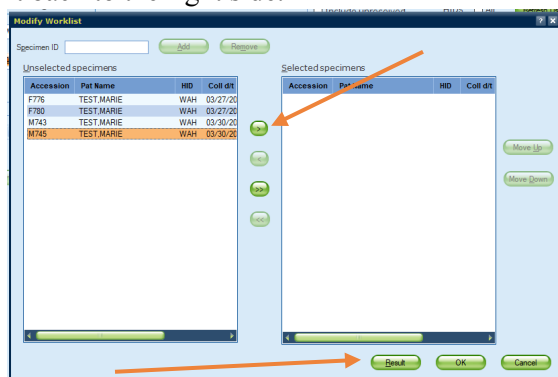 Modify Worklist
Specimen ID Add Remove
Unselected specimens
Selected specimens
Accession Pat Name HID Coll d/t
F776 TEST,MARIE WAH 03/27/20
F780 TEST,MARIE WAH 03/27/20
M743 TEST,MARIE WAH 03/30/20
M745 TEST,MARIE WAH 03/30/20
>
<
>>
<<
Accession Pat Name HID Coll d/t
Move Up
Move Down
Result OK Cancel